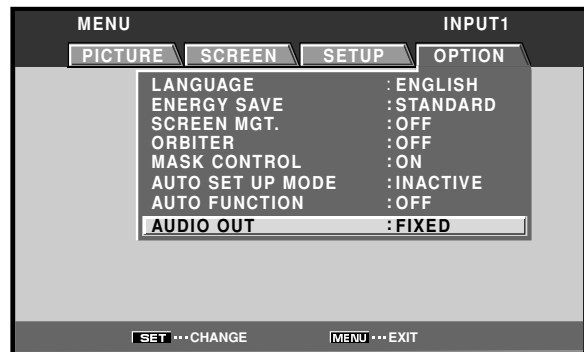 MENU INPUT1
PICTURE SCREEN SETUP OPTION
LANGUAGE :ENGLISH
ENERGY SAVE :STANDARD
SCREEN MGT. :OFF
ORBITER :OFF
MASK CONTROL :ON
AUTO SET UP MODE :INACTIVE
AUTO FUNCTION :OFF
AUDIO OUT :FIXED
SET ···CHANGE MENU ···EXIT